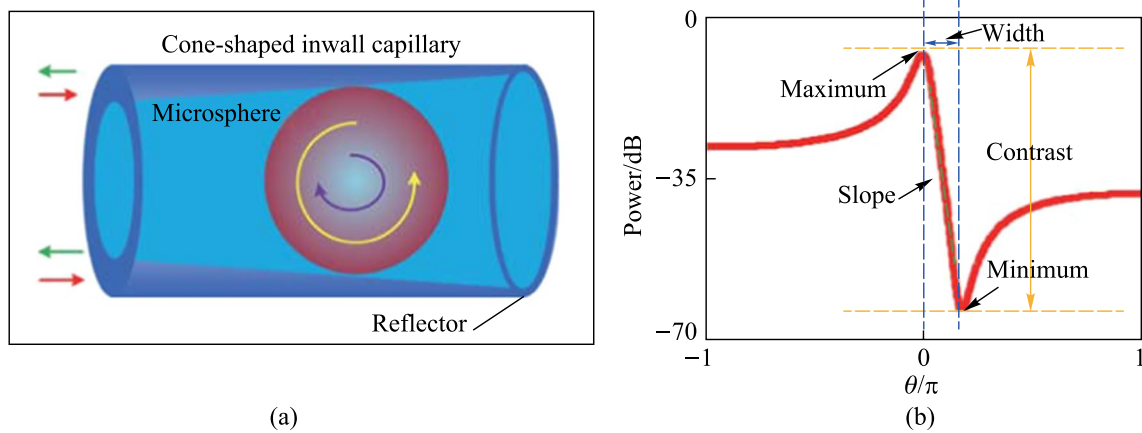 Cone-shaped inwall capillary
Microsphere
Reflector
(a)
0
Width
Maximum
Contrast
Power/dB
−35
Slope
Minimum
−70
−1
0
1
θ/π
(b)